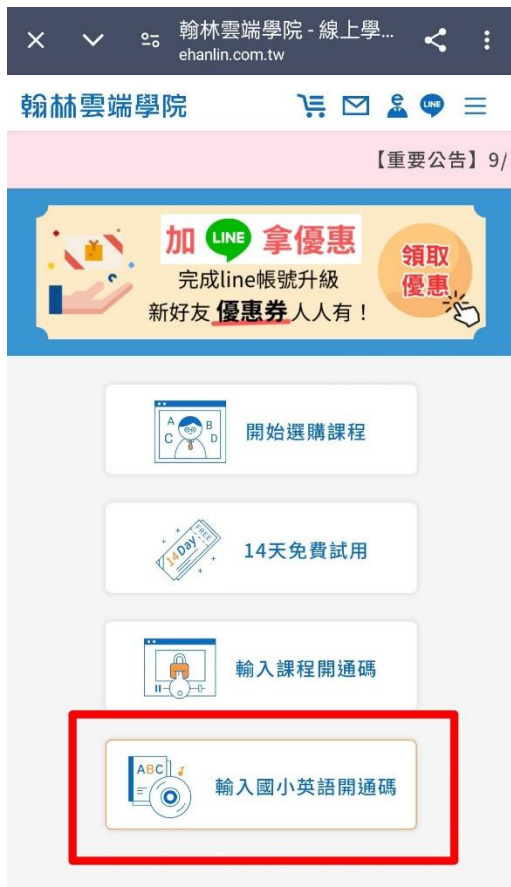 翰林雲端學院 - 線上學...
ehanlin.com.tw
翰林雲端學院
LINE
【重要公告】9/
加 LINE 拿優惠
完成line帳號升級
新好友優惠券人人有！
領取
優惠
A B
C D
開始選購課程
14Day FREE
14天免費試用
輸入課程開通碼
ABC
輸入國小英語開通碼